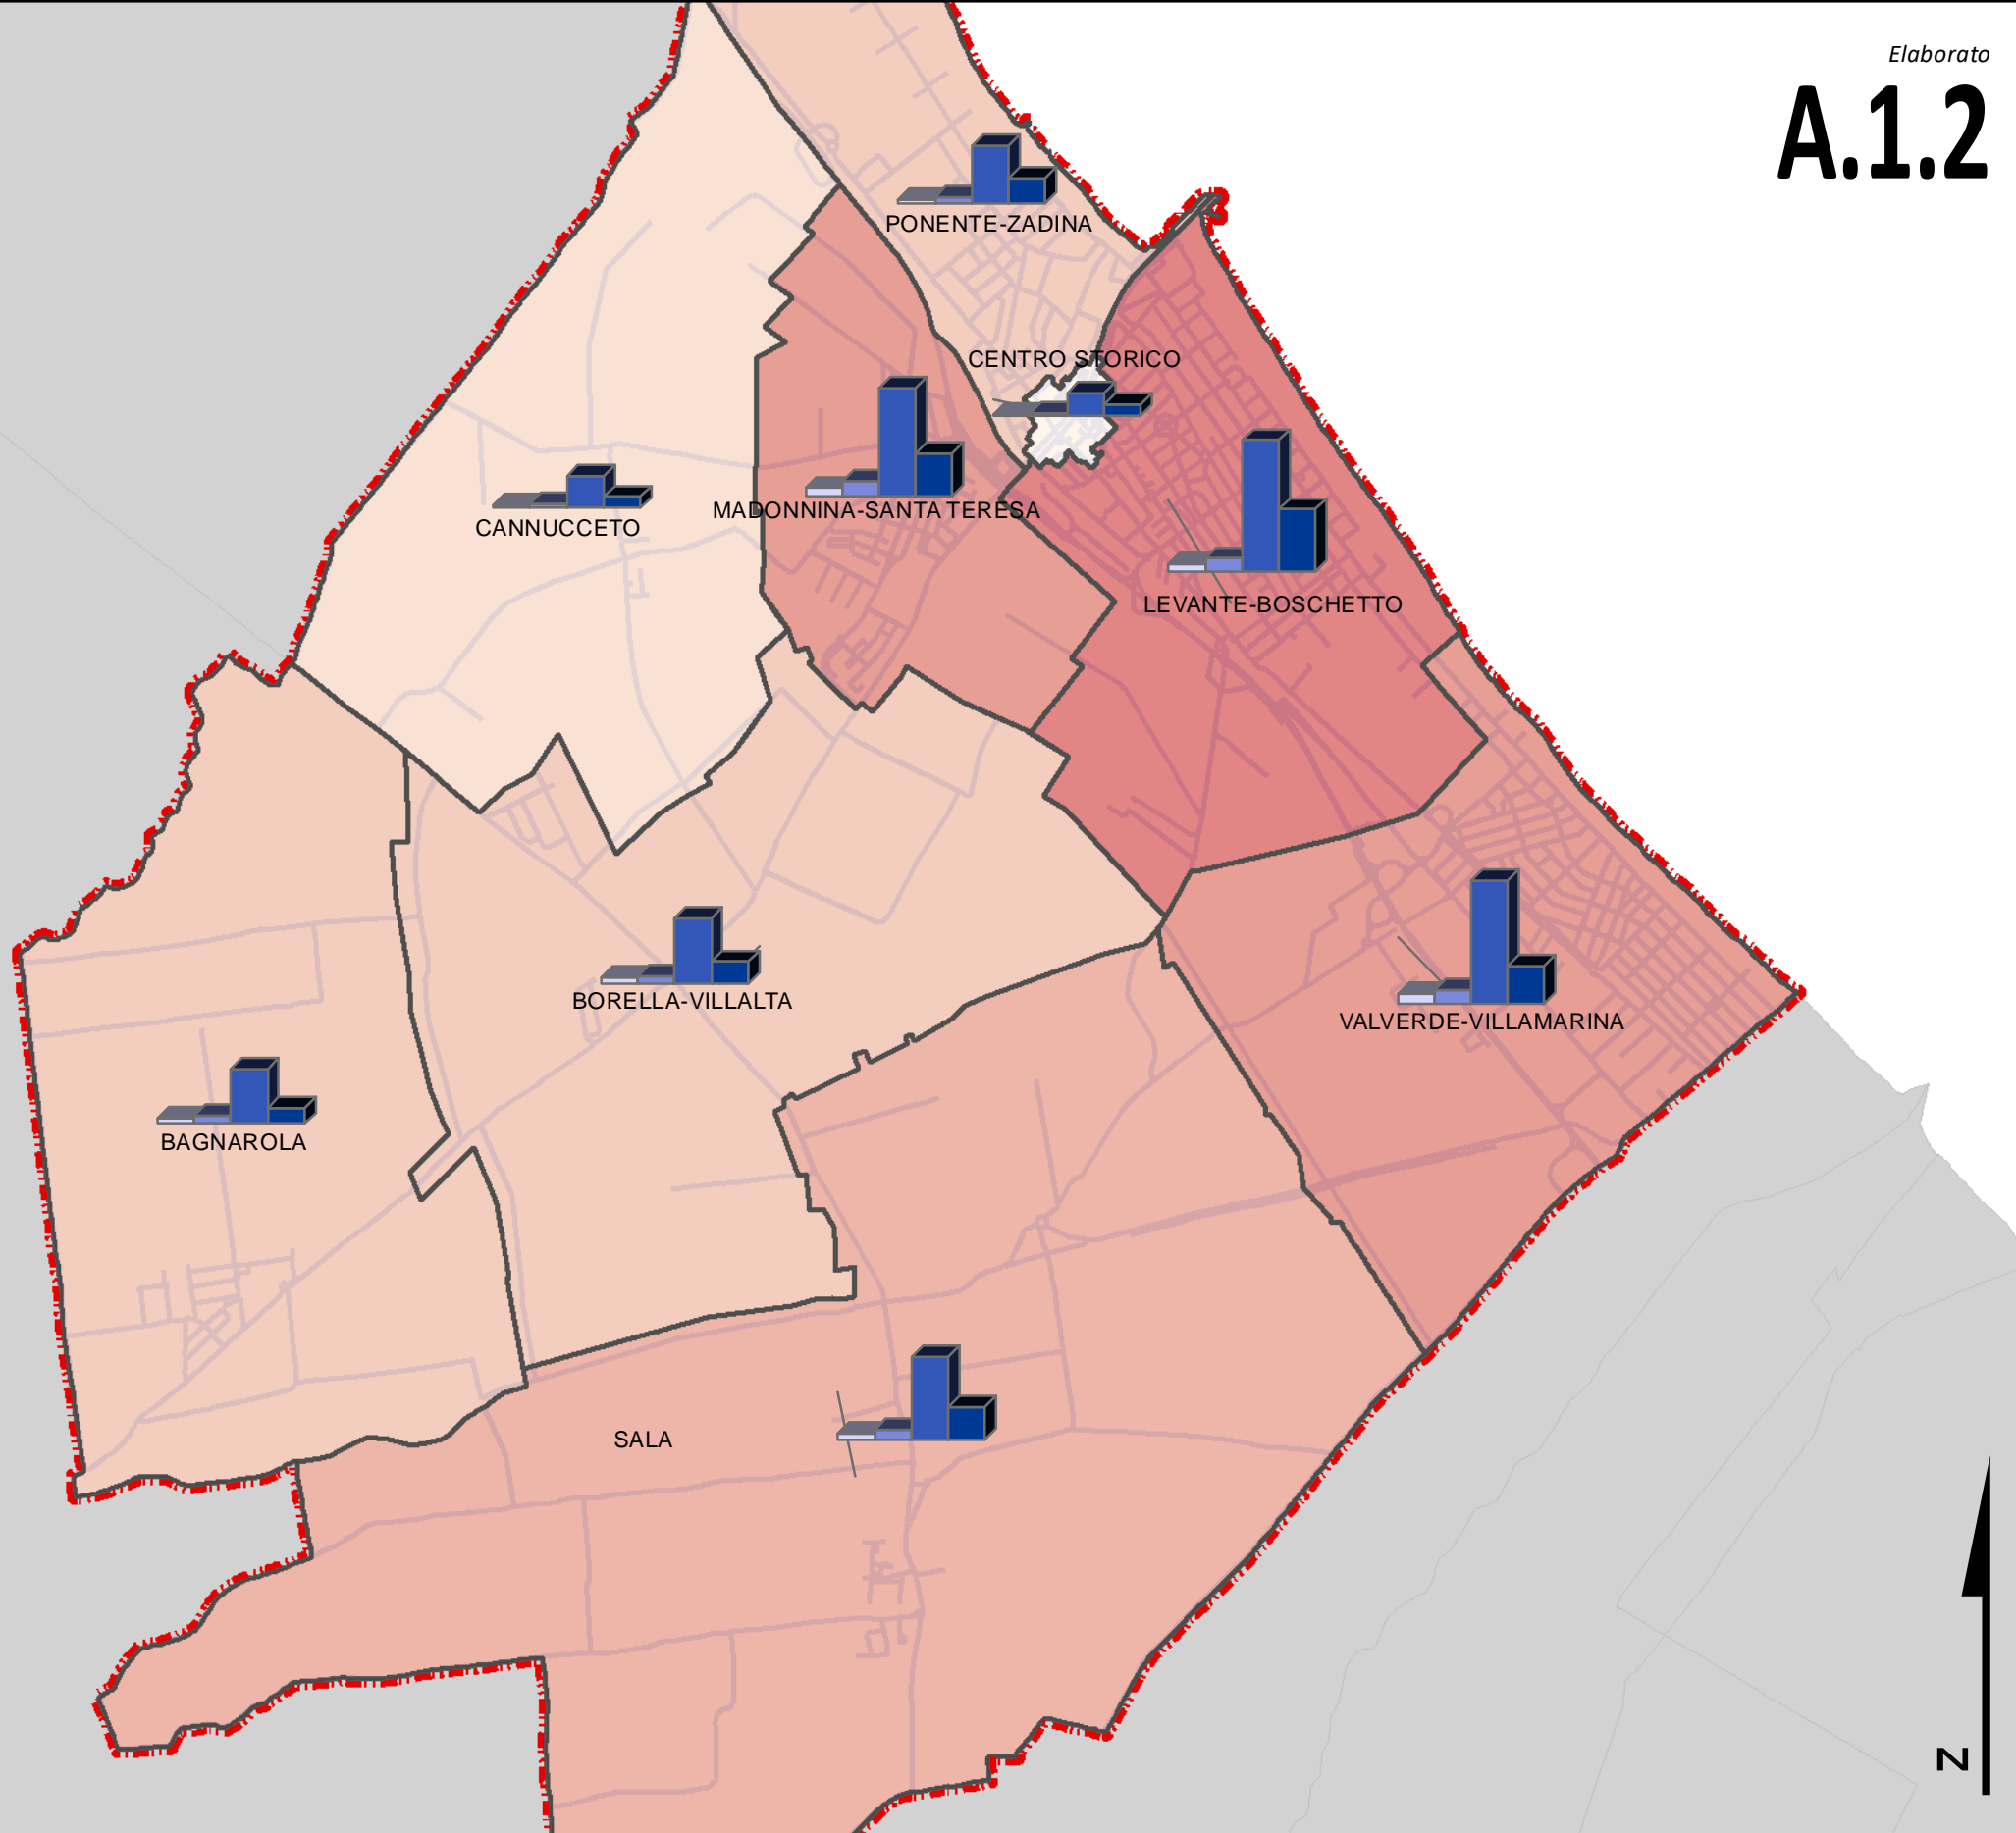 Elaborato
A.1.2
PONENTE-ZADINA
CENTRO STORICO
MADONNINA-SANTA TERESA
CANNUCCETO
LEVANTE-BOSCHETTO
BORELLA-VILLALTA
VALVERDE-VILLAMARINA
BAGNAROLA
SALA
N